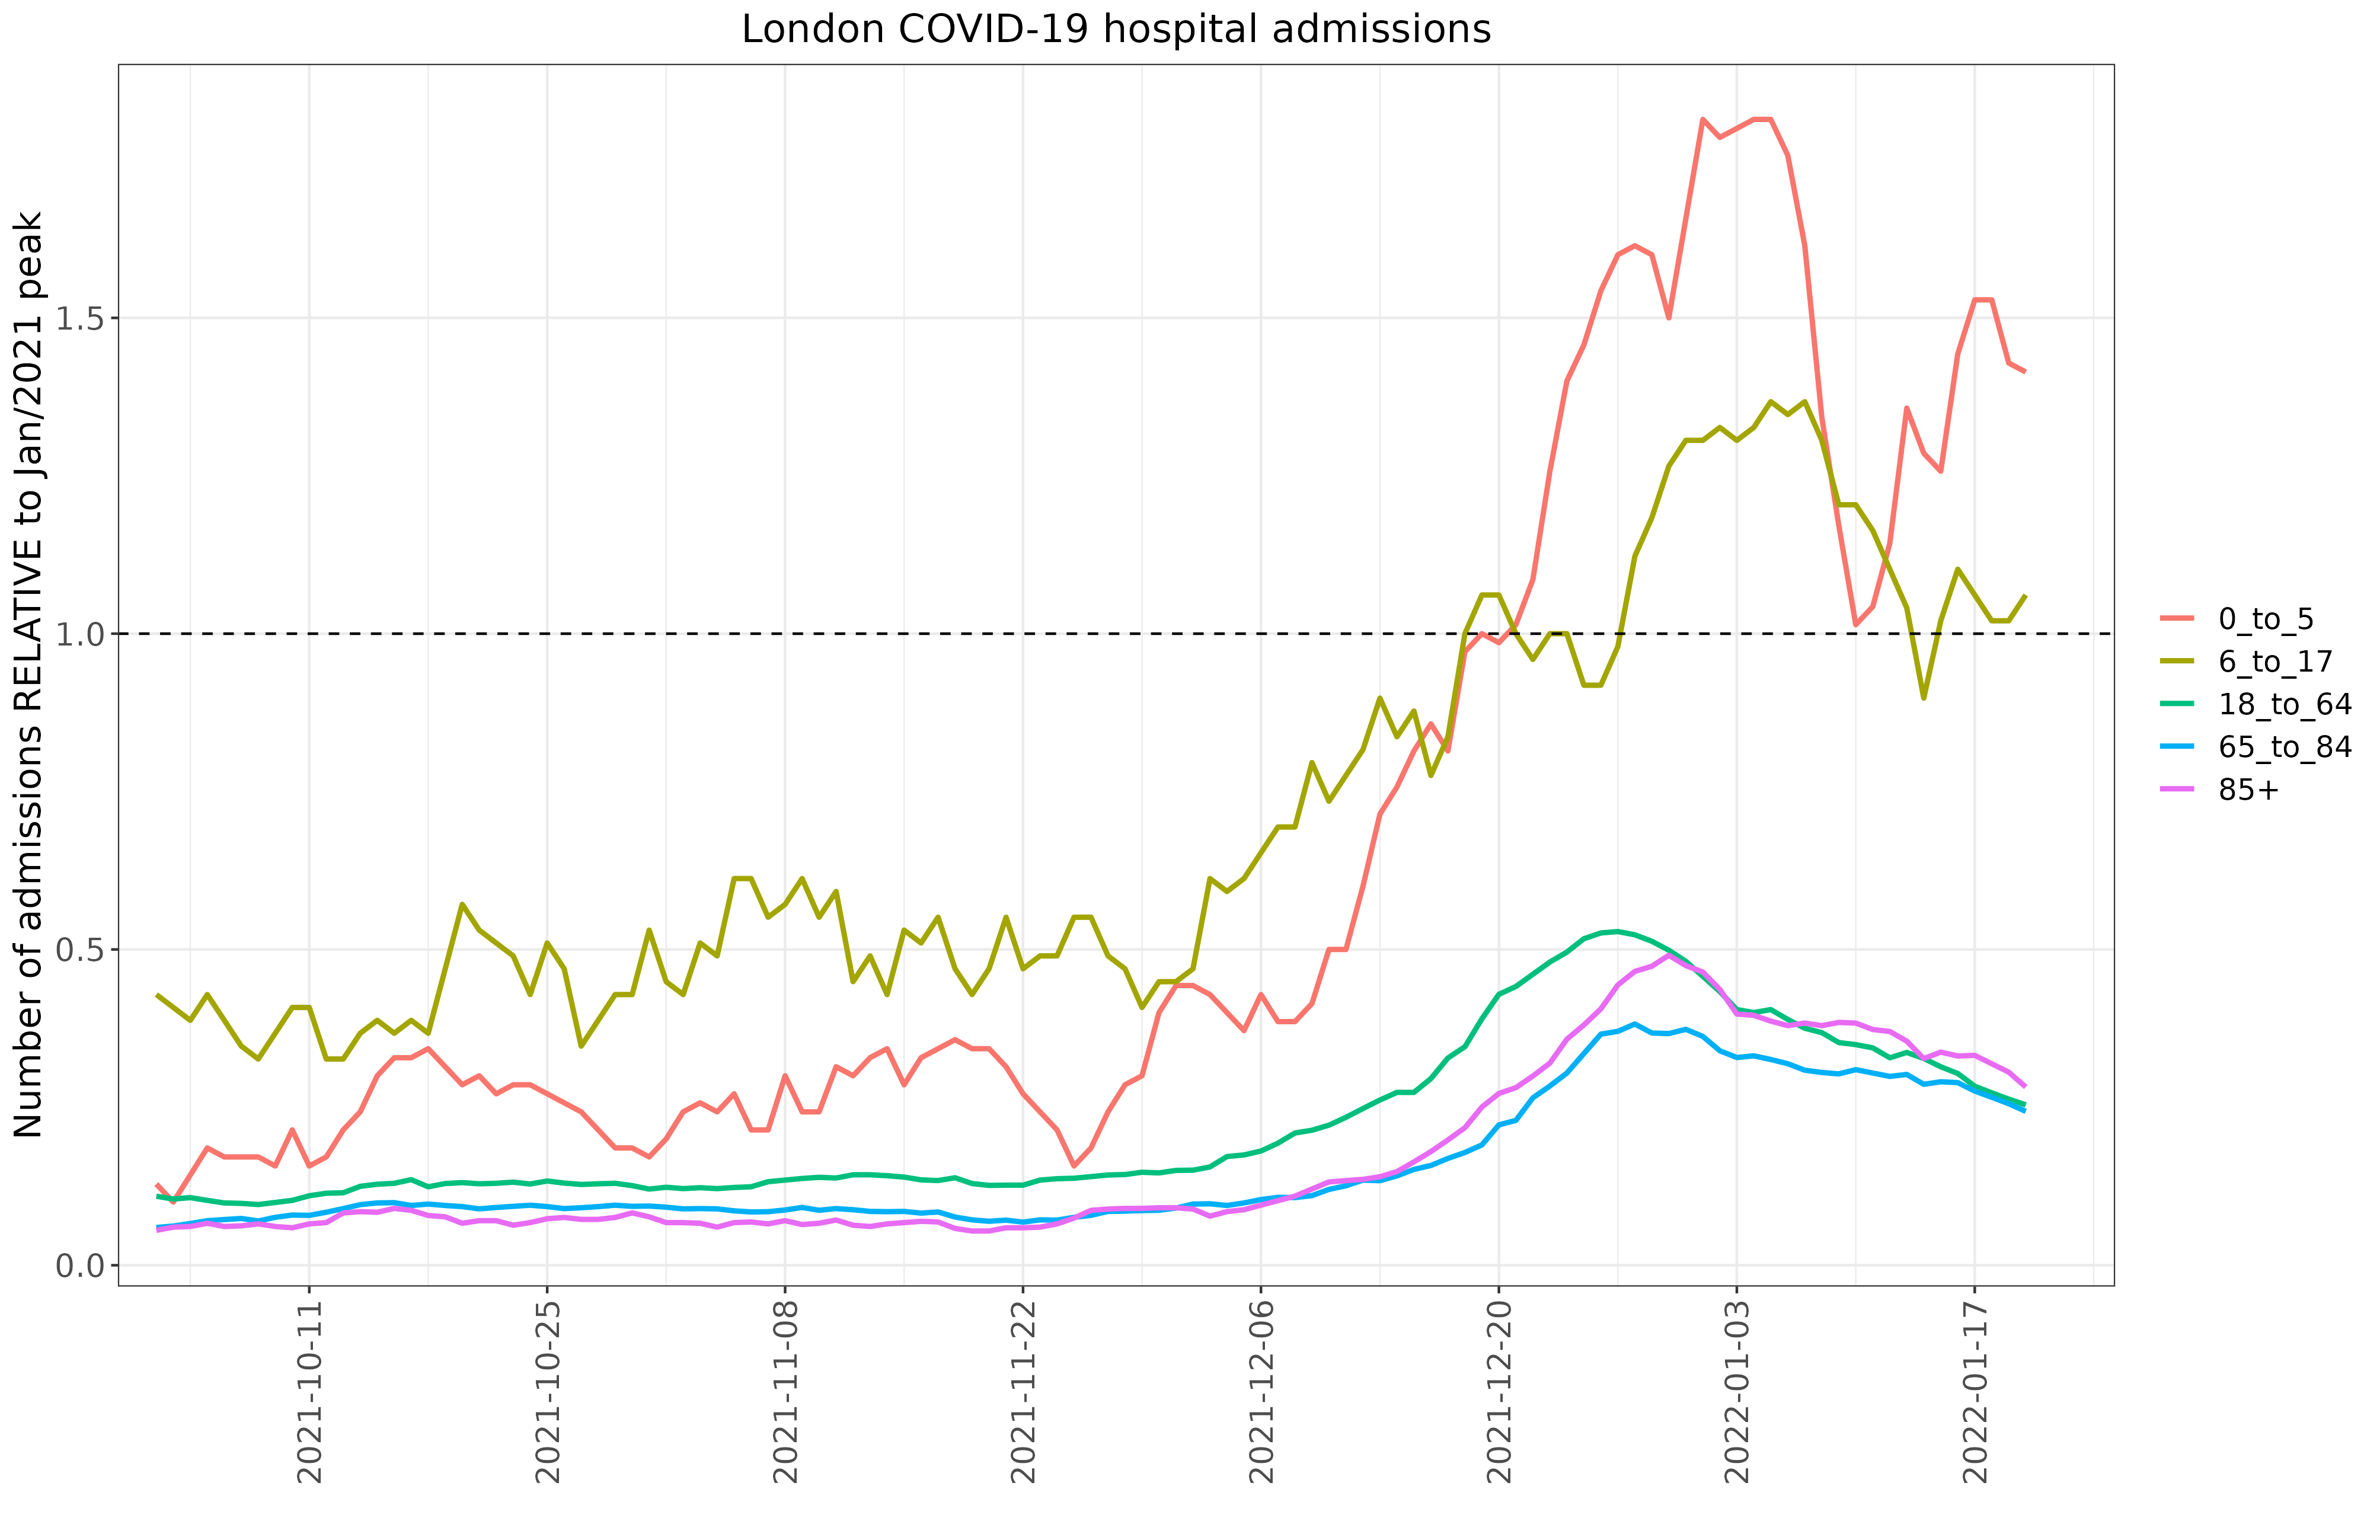 London COVID-19 hospital admissions
Number of admissions RELATIVE to Jan/2021 peak
1.5
1.0
0.5
0.0
2021-10-11
2021-10-25
2021-11-08
2021-11-22
2021-12-06
2021-12-20
2022-01-03
2022-01-17
0_to_5
6_to_17
18_to_64
65_to_84
85+